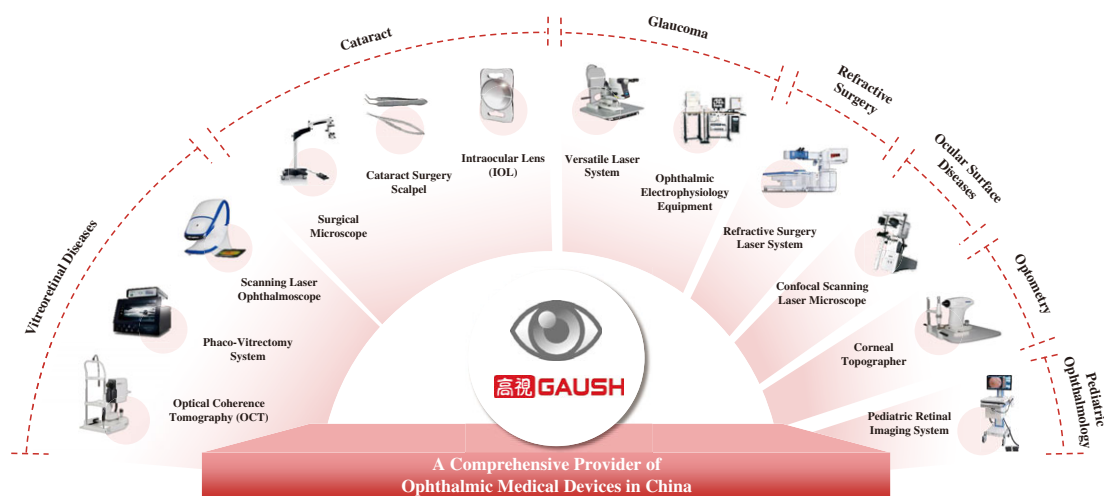 Vitreoretinal Diseases
Cataract
Glaucoma
Refractive
Surgery
Ocular Surface
Diseases
Optometry
Pediatric
Ophthalmology
Optical Coherence
Tomography (OCT)
Phaco-Vitrectomy
System
Scanning Laser
Ophthalmoscope
Surgical
Microscope
Cataract Surgery
Scalpel
Intraocular Lens
(IOL)
Versatile Laser
System
Ophthalmic
Electrophysiology
Equipment
Refractive Surgery
Laser System
Confocal Scanning
Laser Microscope
Corneal
Topographer
Pediatric Retinal
Imaging System
高視 GAUSH
A Comprehensive Provider of
Ophthalmic Medical Devices in China